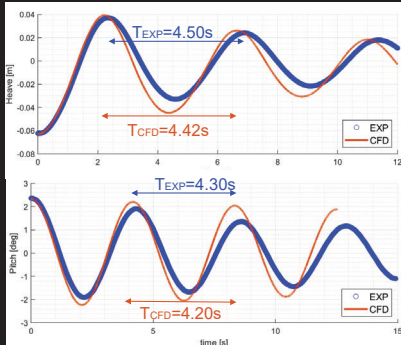 0.04
0.02
0
-0.02
-0.04
-0.06
-0.08
Heave [m]
TEXP=4.50s
TCFD=4.42s
EXP
CFD
0 2 4 6 8 10 12
3
2
1
0
-1
-2
-3
Pitch [deg]
TEXP=4.30s
TCFD=4.20s
EXP
CFD
0 5 10 15
time [s]